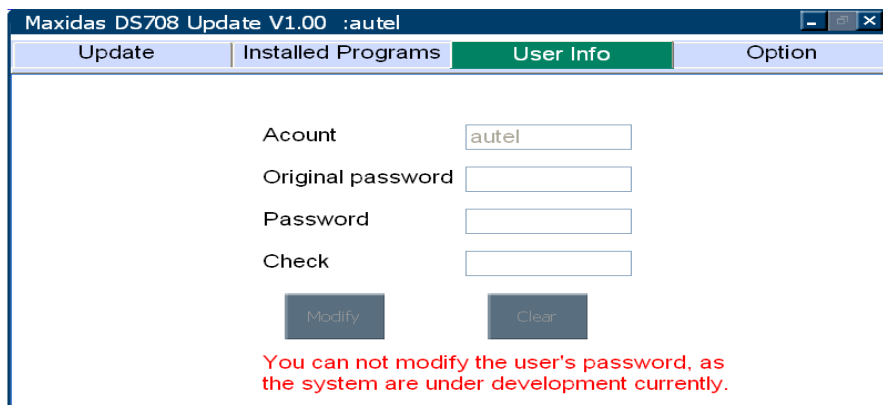 Maxidas DS708 Update V1.00 :autel
Update Installed Programs User Info Option
Acount autel
Original password
Password
Check
Modify Clear
You can not modify the user's password, as
the system are under development currently.